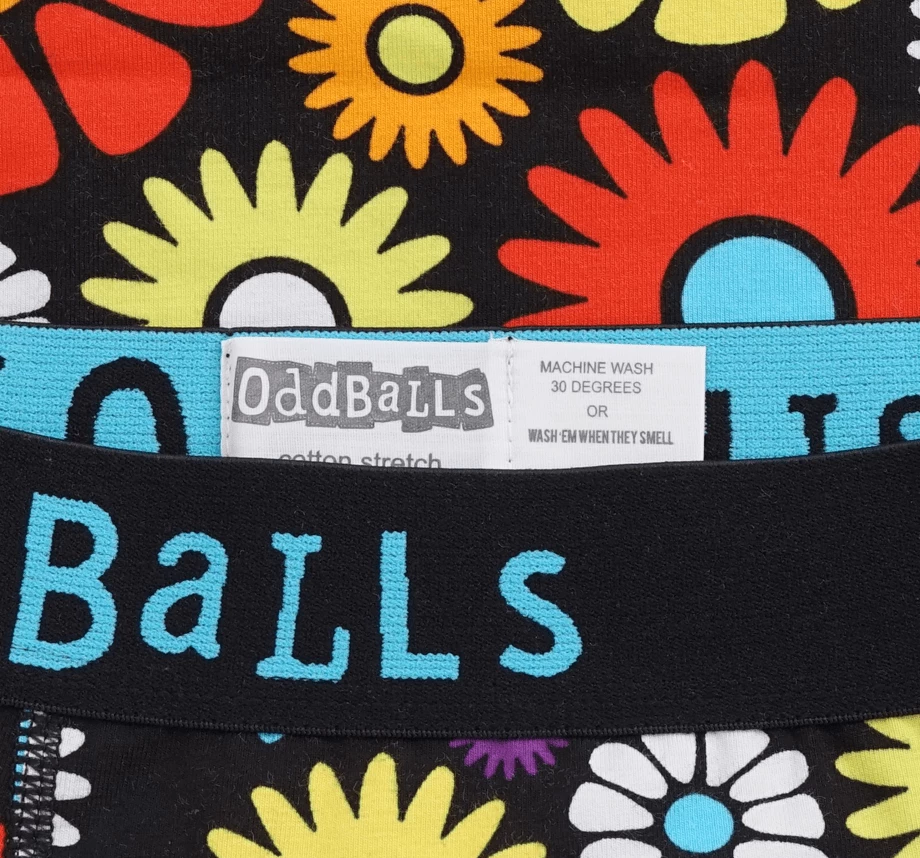 OddBaLLs
cotton stretch
MACHINE WASH
30 DEGREES
OR
WASH 'EM WHEN THEY SMELL
BaLLs